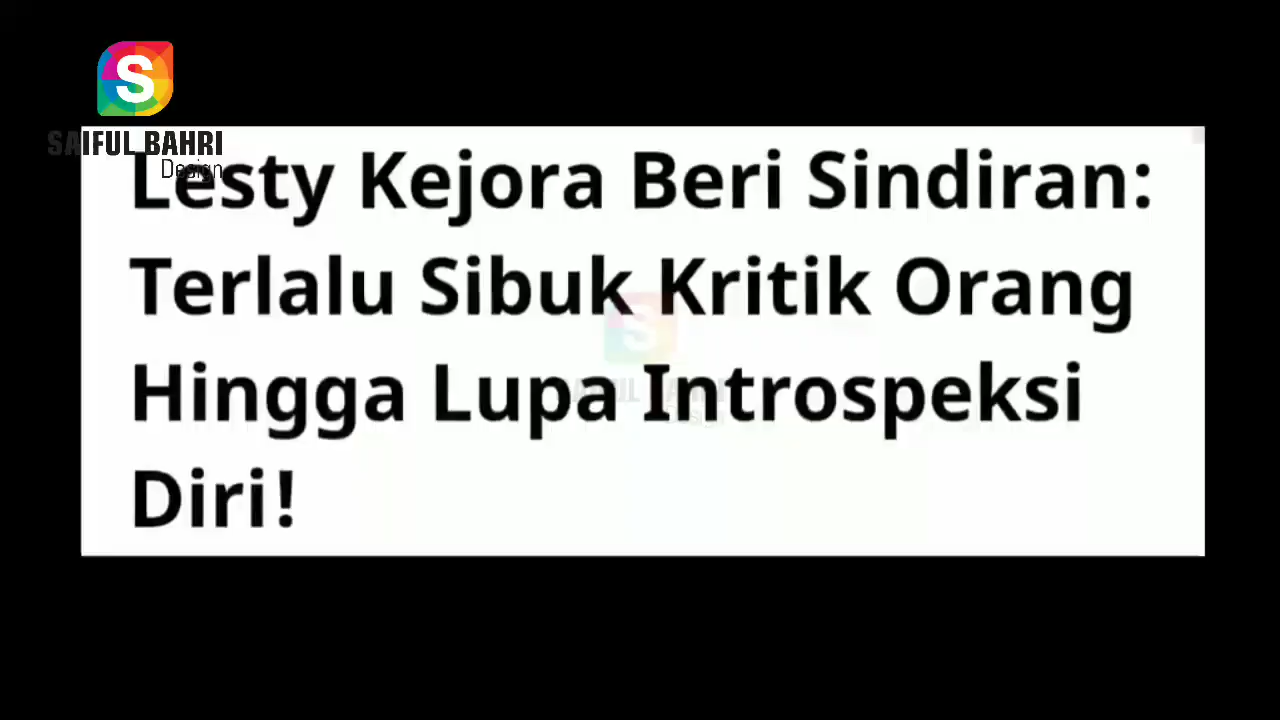 S
SAIFUL BAHRI
Design
Lesty Kejora Beri Sindiran:
Terlalu Sibuk Kritik Orang
Hingga Lupa Introspeksi
Diri!